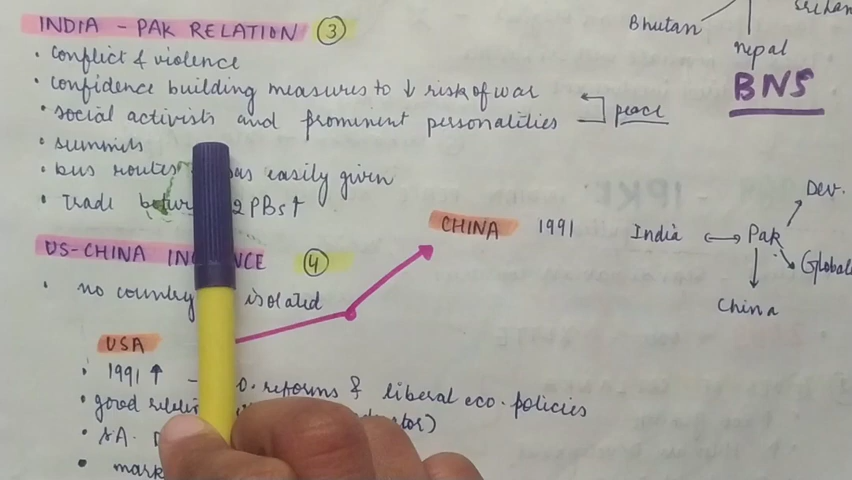 INDIA - PAK RELATION ③
• conflict & violence
• confidence building measures to ↓ risk of war
• social activists and prominent personalities
peace
• summits
• bus routes easily given
• Trade 2 PBs ↑
Bhutan
Nepal
BNS
US-CHINA ④
• no country isolated
CHINA 1991
India ↔ Pak
Dev.
Global
China
USA
• 1991 ↑ reforms & liberal eco. policies
• good
• S.A.
•